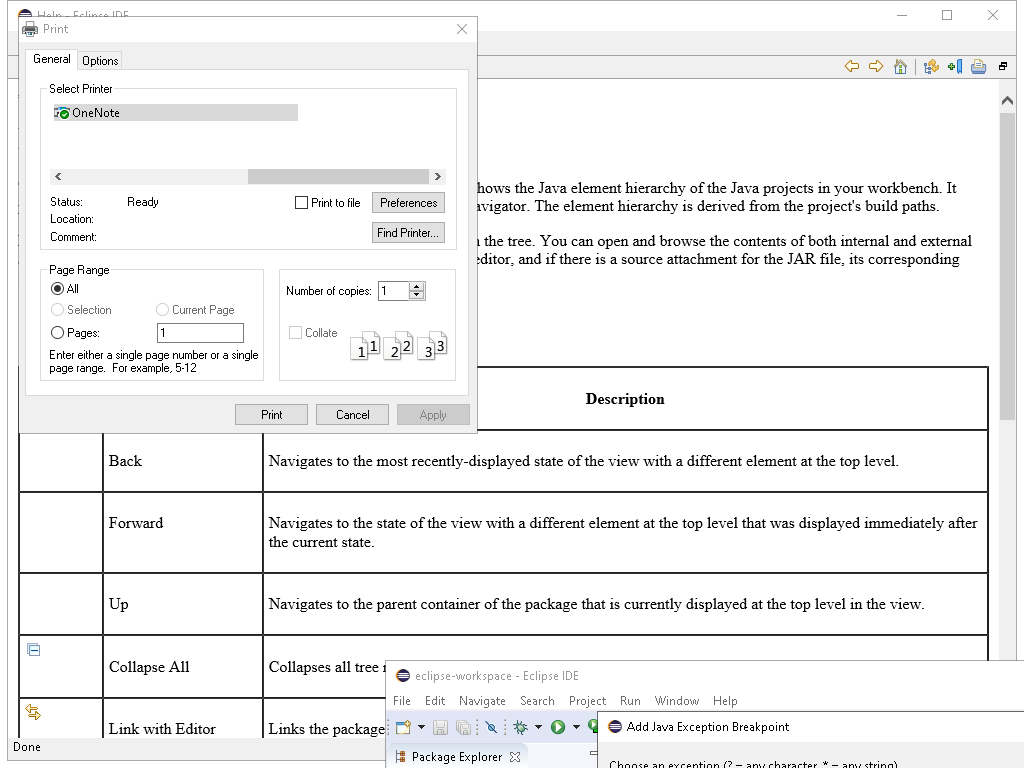 Help - Eclipse IDE
Print
General
Options
Select Printer
OneNote
Status:
Ready
Print to file
Preferences
Location:
Comment:
Find Printer...
Page Range
All
Selection
Current Page
Pages:
1
Enter either a single page number or a single
page range. For example, 5-12
Number of copies:
1
Collate
1 1 2 2 3 3
Print
Cancel
Apply
hows the Java element hierarchy of the Java projects in your workbench. It
avigator. The element hierarchy is derived from the project's build paths.
n the tree. You can open and browse the contents of both internal and external
editor, and if there is a source attachment for the JAR file, its corresponding
Description
Back
Navigates to the most recently-displayed state of the view with a different element at the top level.
Forward
Navigates to the state of the view with a different element at the top level that was displayed immediately after
the current state.
Up
Navigates to the parent container of the package that is currently displayed at the top level in the view.
Collapse All
Collapses all tree
Link with Editor
Links the package
Done
eclipse-workspace - Eclipse IDE
File
Edit
Navigate
Search
Project
Run
Window
Help
Package Explorer
Add Java Exception Breakpoint
Choose an exception (? = any character, * = any string)